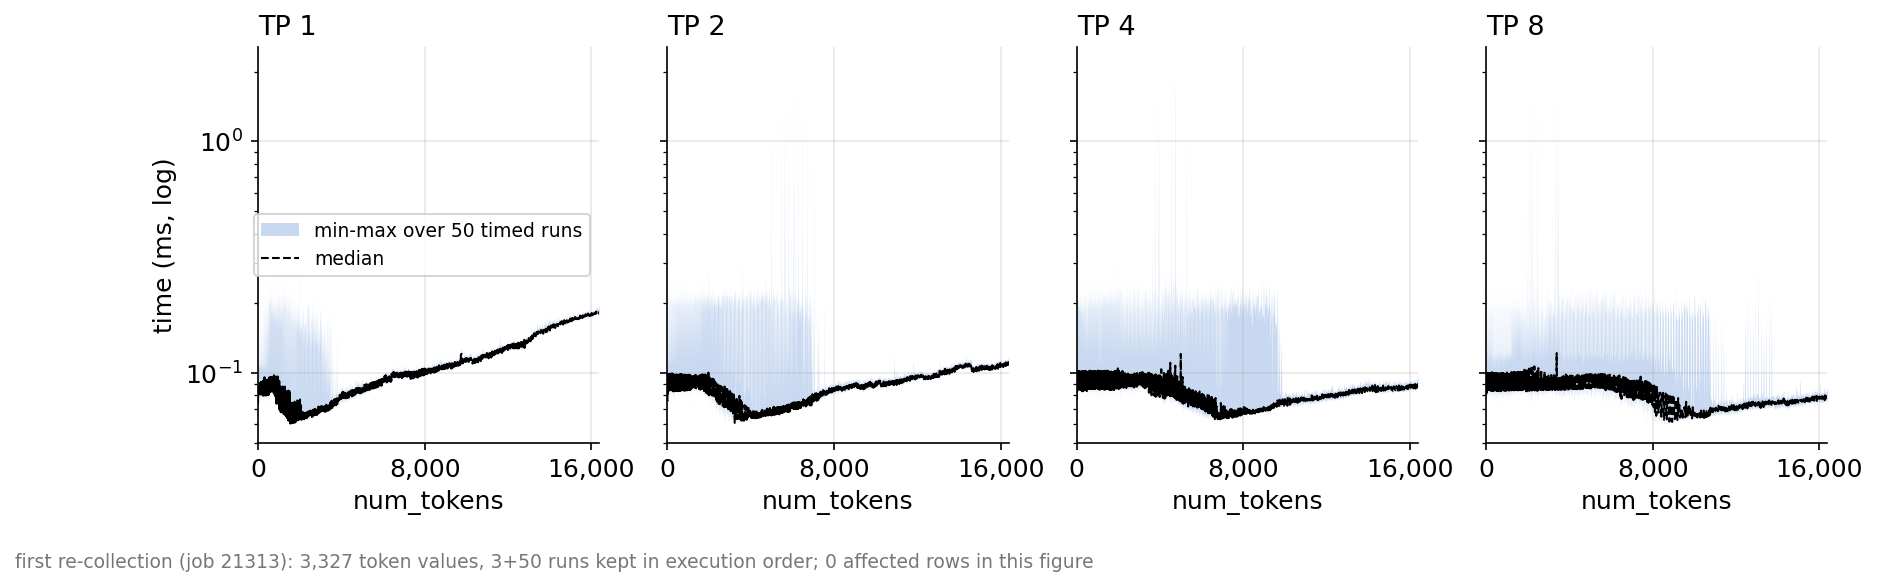 TP 1
TP 2
TP 4
TP 8
time (ms, log)
10⁰
10⁻¹
min-max over 50 timed runs
median
0
8,000
16,000
0
8,000
16,000
0
8,000
16,000
0
8,000
16,000
num_tokens
num_tokens
num_tokens
num_tokens
first re-collection (job 21313): 3,327 token values, 3+50 runs kept in execution order; 0 affected rows in this figure